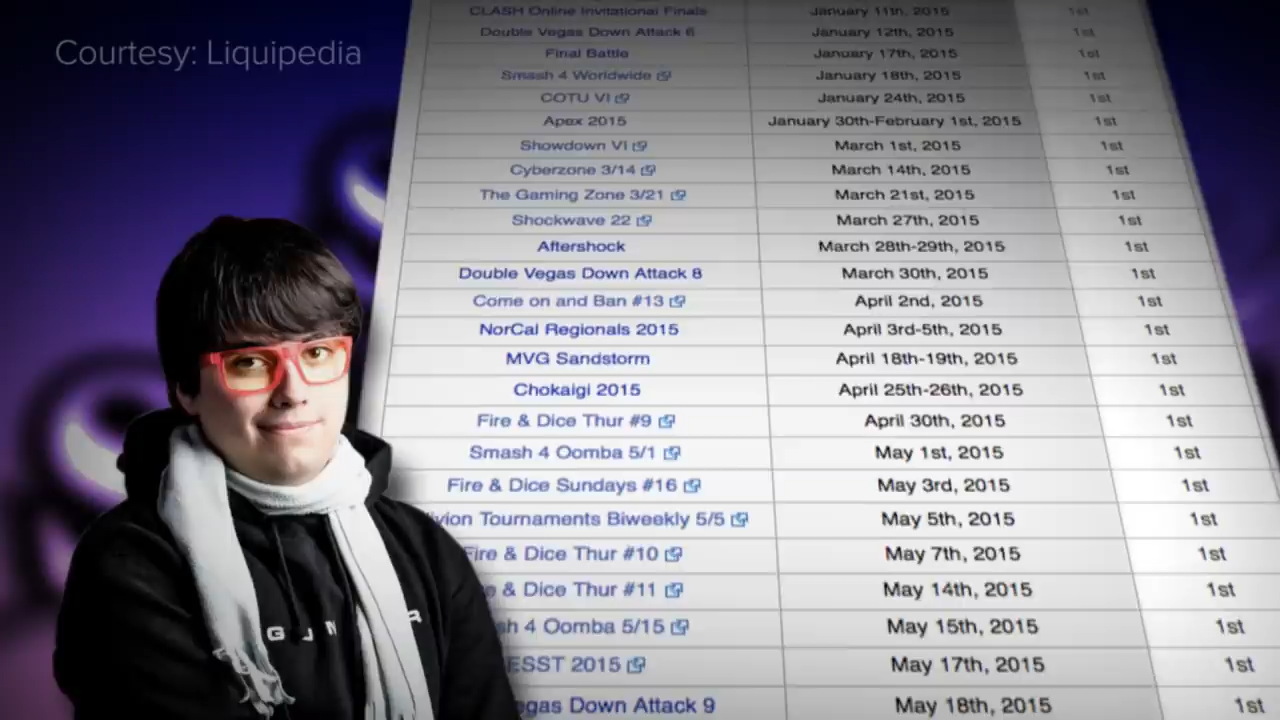 Courtesy: Liquipedia
CLASH Online Invitational Finals January 11th, 2015 1st
Double Vegas Down Attack 6 January 12th, 2015 1st
Final Battle January 17th, 2015 1st
Smash 4 Worldwide January 18th, 2015 1st
COTU VI January 24th, 2015 1st
Apex 2015 January 30th-February 1st, 2015 1st
Showdown VI March 1st, 2015 1st
Cyberzone 3/14 March 14th, 2015 1st
The Gaming Zone 3/21 March 21st, 2015 1st
Shockwave 22 March 27th, 2015 1st
Aftershock March 28th-29th, 2015 1st
Double Vegas Down Attack 8 March 30th, 2015 1st
Come on and Ban #13 April 2nd, 2015 1st
NorCal Regionals 2015 April 3rd-5th, 2015 1st
MVG Sandstorm April 18th-19th, 2015 1st
Chokaigi 2015 April 25th-26th, 2015 1st
Fire & Dice Thur #9 April 30th, 2015 1st
Smash 4 Oomba 5/1 May 1st, 2015 1st
Fire & Dice Sundays #16 May 3rd, 2015 1st
vion Tournaments Biweekly 5/5 May 5th, 2015 1st
Fire & Dice Thur #10 May 7th, 2015 1st
e & Dice Thur #11 May 14th, 2015 1st
sh 4 Oomba 5/15 May 15th, 2015 1st
ESST 2015 May 17th, 2015 1st
egas Down Attack 9 May 18th, 2015 1st
GUN R